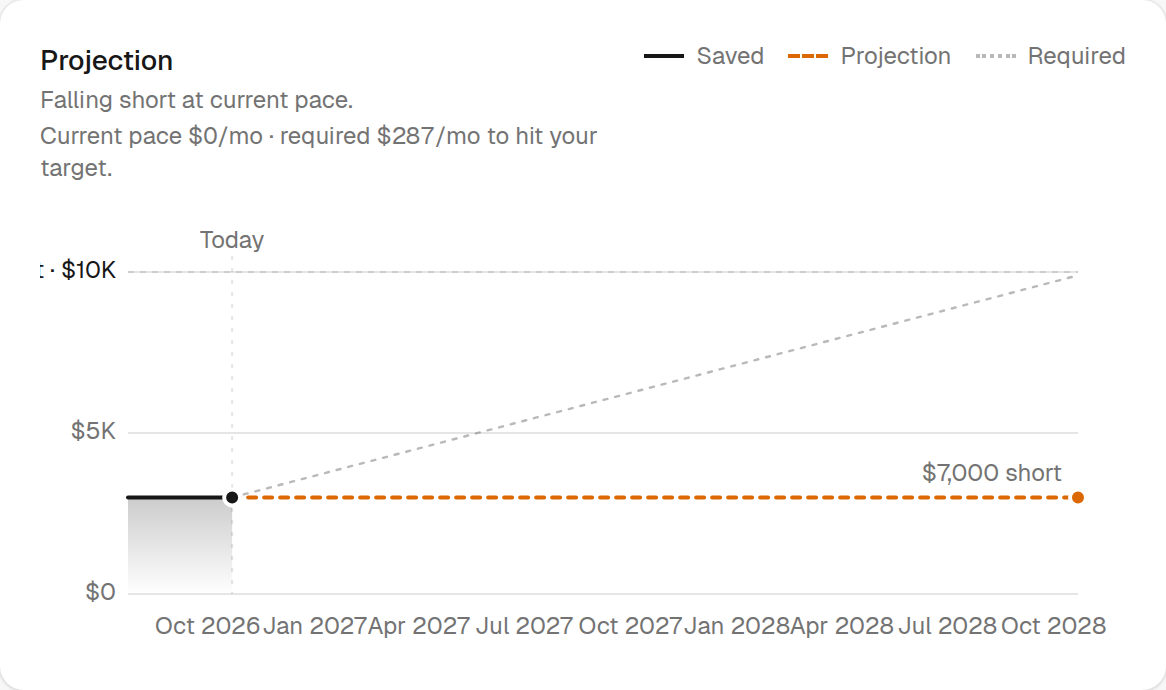 Projection
Saved
Projection
Required
Falling short at current pace.
Current pace $0/mo · required $287/mo to hit your
target.
Today
t · $10K
$5K
$7,000 short
$0
Oct 2026 Jan 2027 Apr 2027 Jul 2027 Oct 2027 Jan 2028 Apr 2028 Jul 2028 Oct 2028